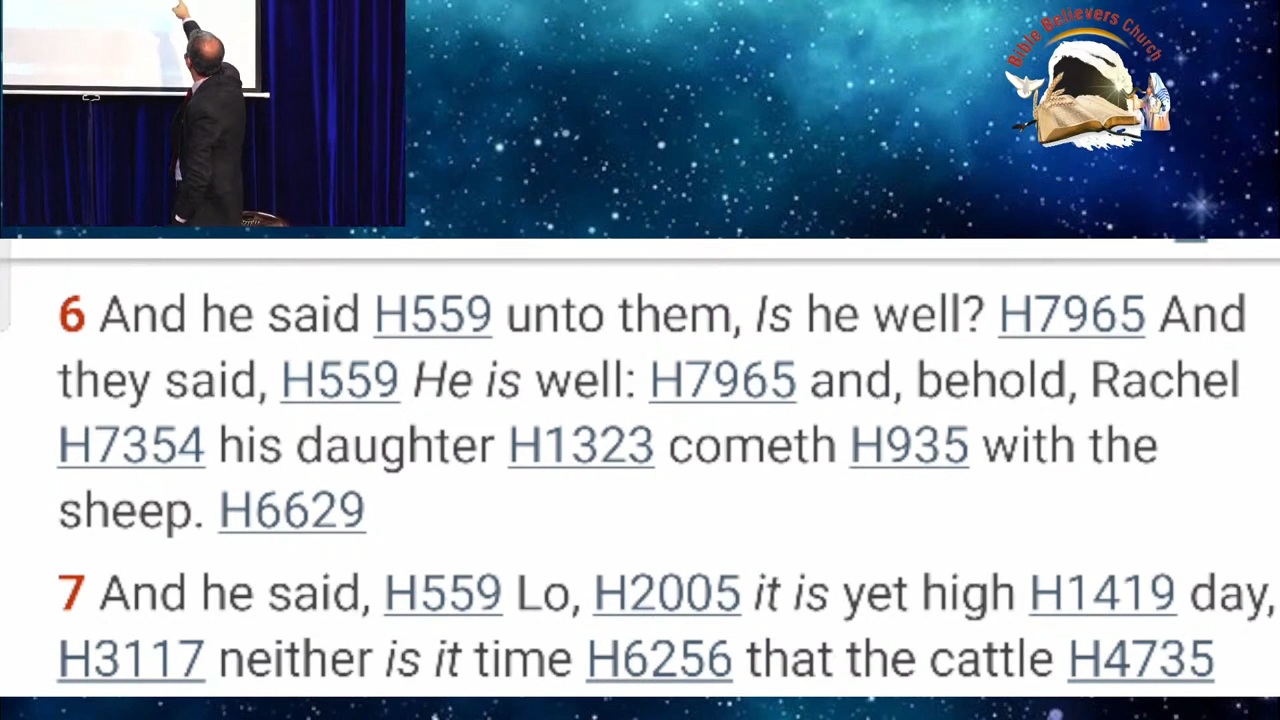 Bible Believers Church
6 And he said H559 unto them, Is he well? H7965 And
they said, H559 He is well: H7965 and, behold, Rachel
H7354 his daughter H1323 cometh H935 with the
sheep. H6629
7 And he said, H559 Lo, H2005 it is yet high H1419 day,
H3117 neither is it time H6256 that the cattle H4735